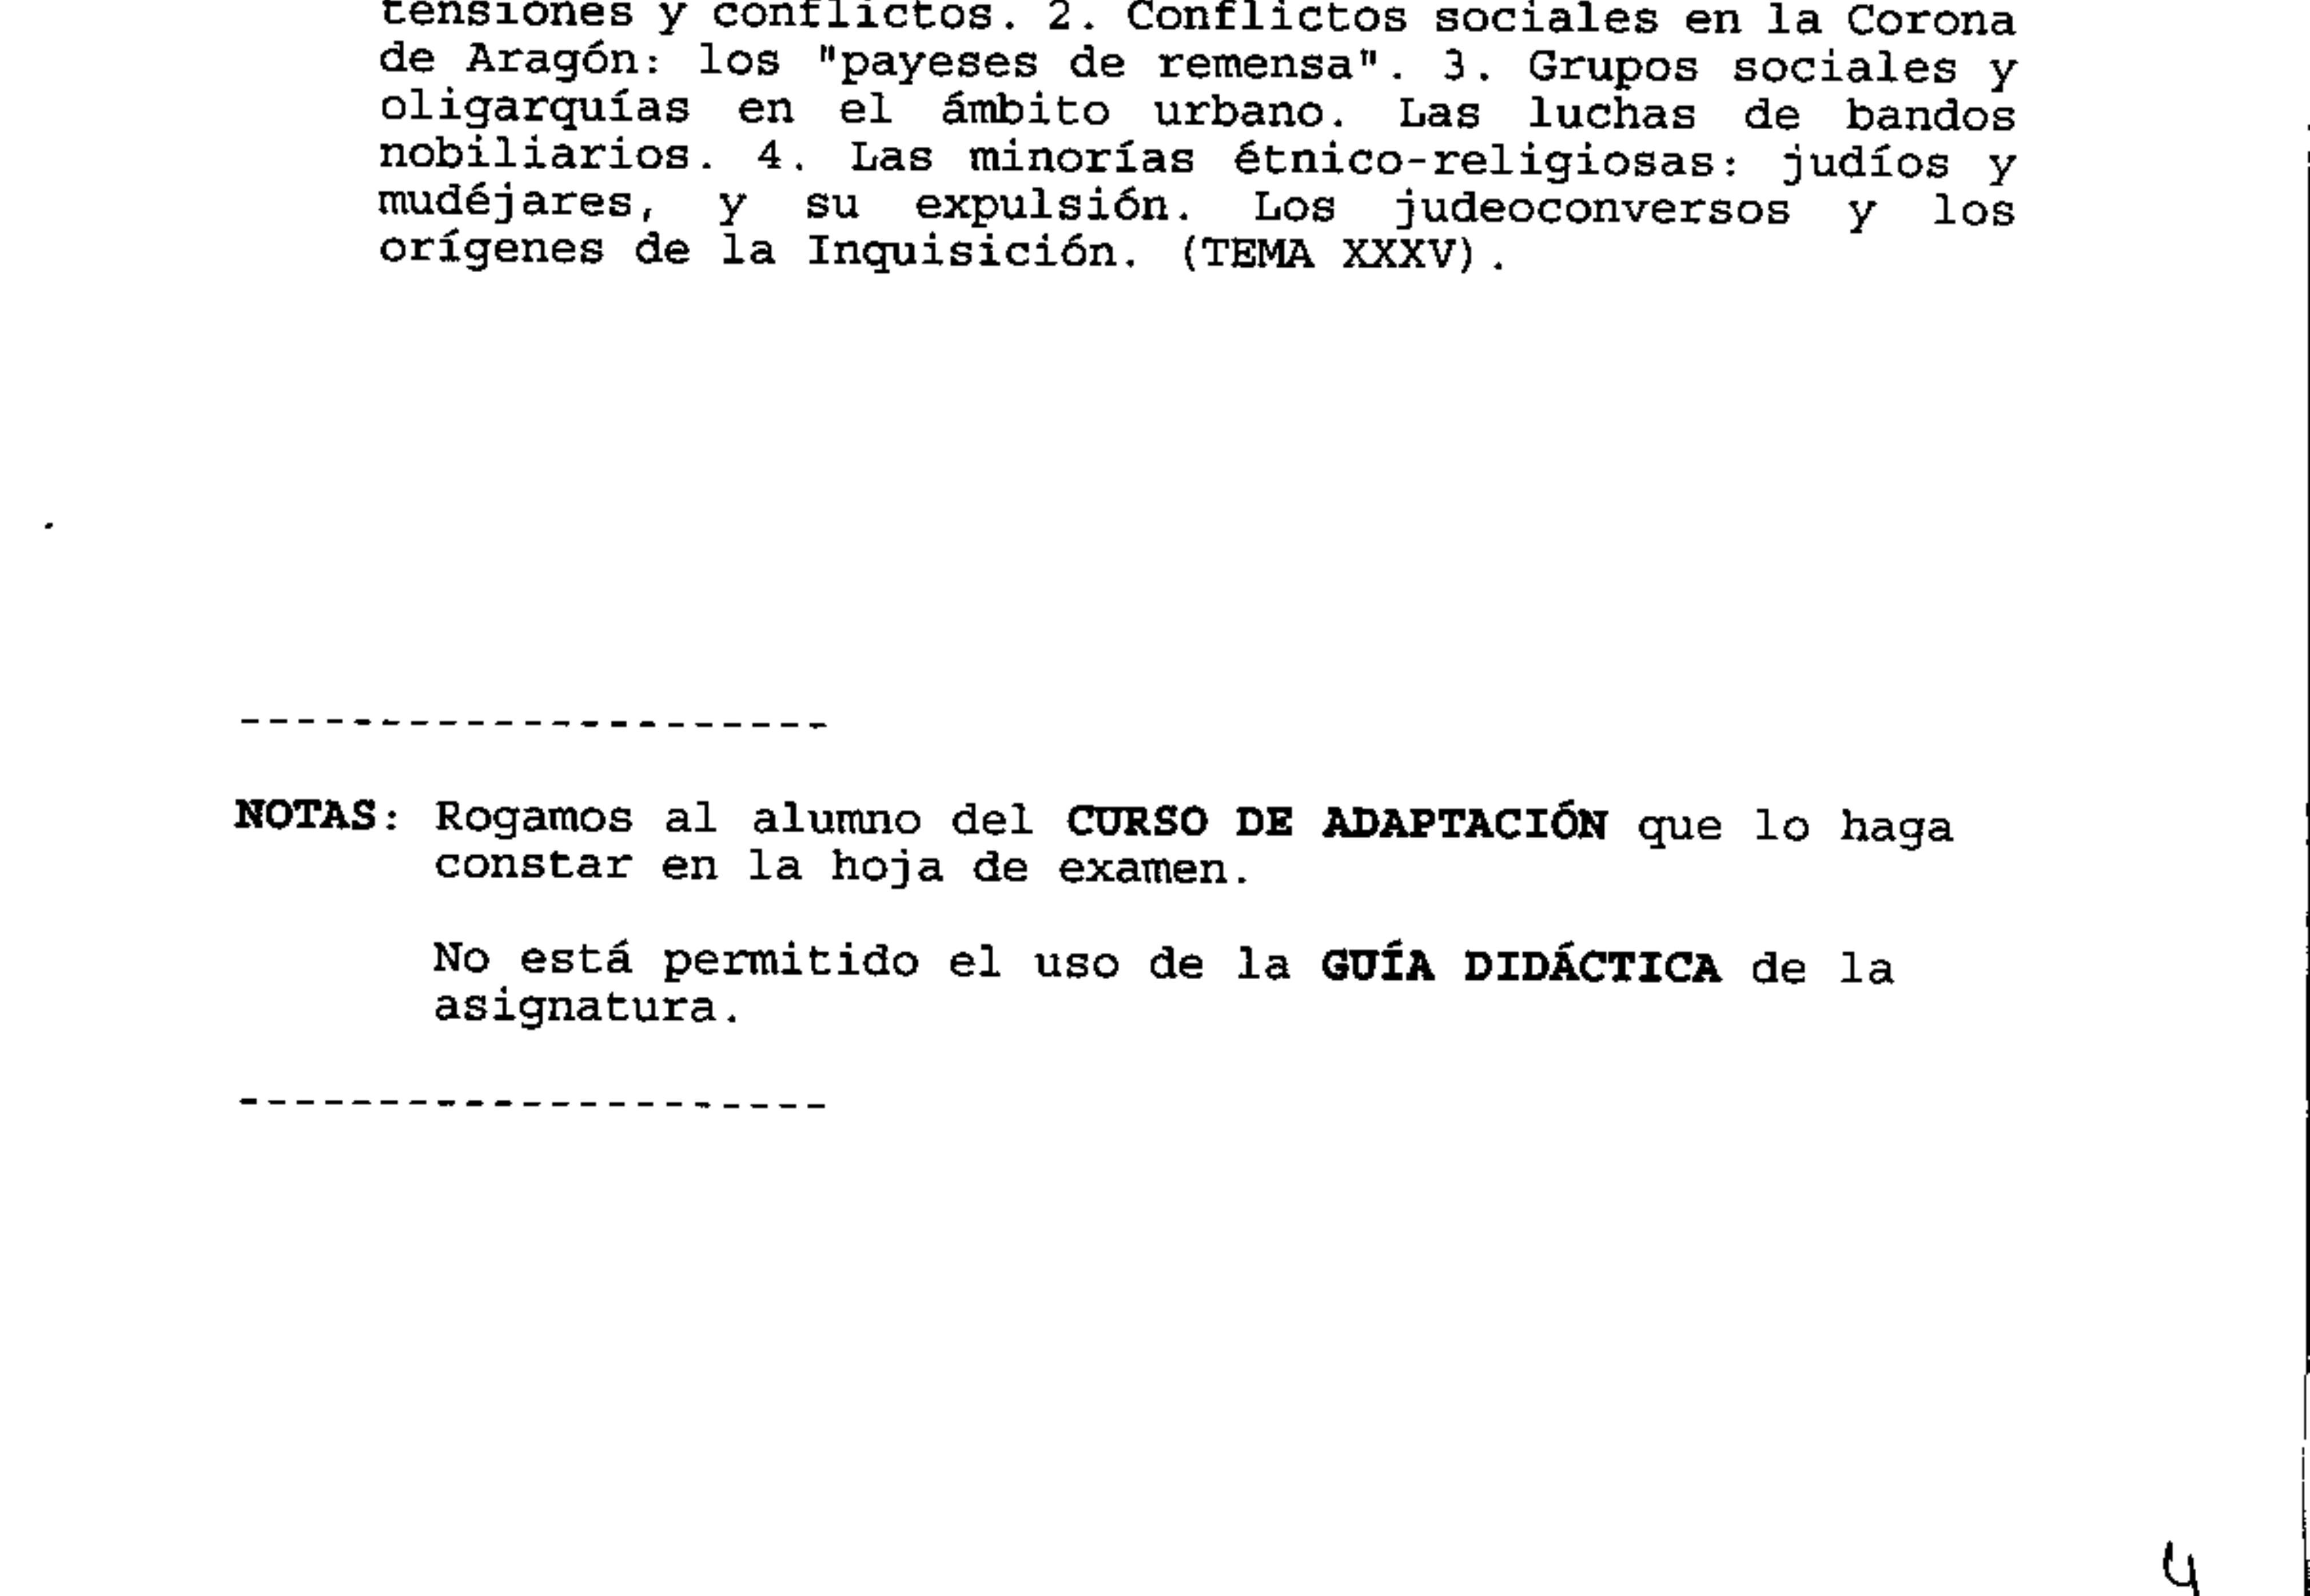 tensiones y conflictos. 2. Conflictos sociales en la Corona
de Aragón: los "payeses de remensa". 3. Grupos sociales y
oligarquías en el ámbito urbano. Las luchas de bandos
nobiliarios. 4. Las minorías étnico-religiosas: judíos y
mudéjares, y su expulsión. Los judeoconversos y los
orígenes de la Inquisición. (TEMA XXXV).
---------------------
NOTAS: Rogamos al alumno del CURSO DE ADAPTACIÓN que lo haga
constar en la hoja de examen.
No está permitido el uso de la GUÍA DIDÁCTICA de la
asignatura.
---------------------